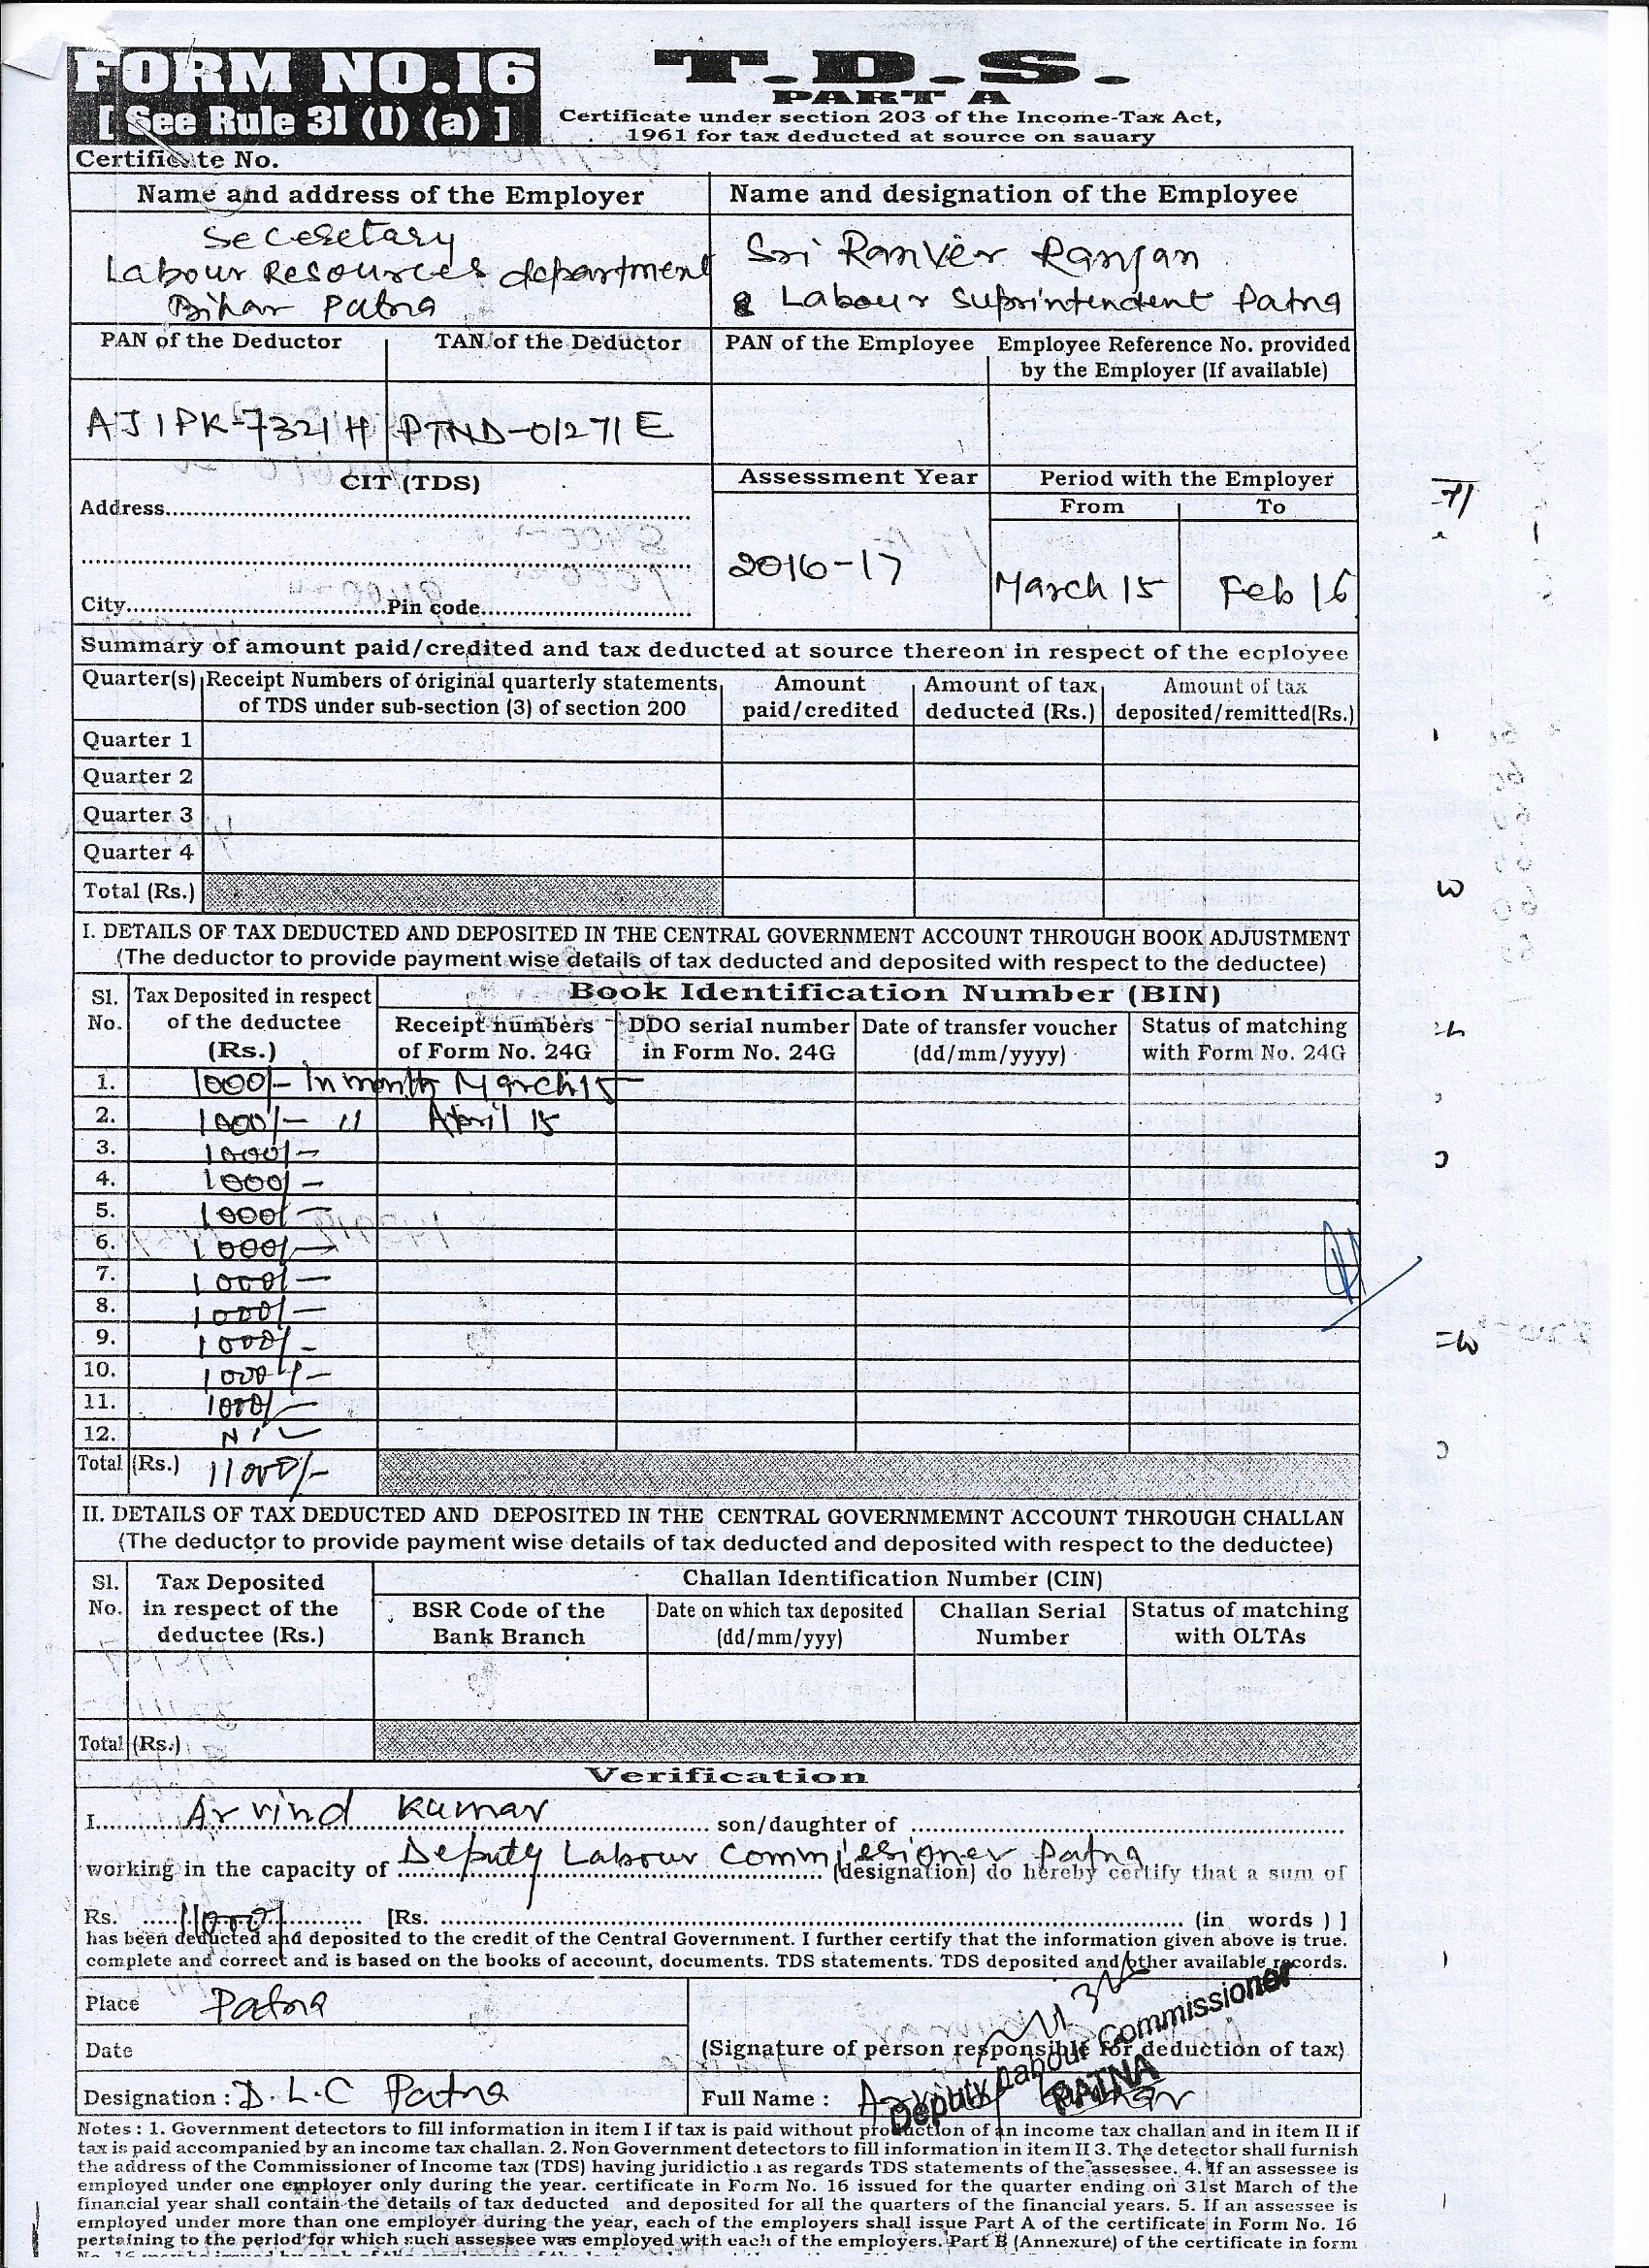 FORM NO.16
[ See Rule 3l (l) (a) ]
T.D.S.
PART A
Certificate under section 203 of the Income-Tax Act,
1961 for tax deducted at source on sauary
Certificate No.
Name and address of the Employer
Name and designation of the Employee
Seceretary
Labour Resources department
Bihar Patna
Sri Ranver Ranjan
Labour Suprintendent Patna
PAN of the Deductor
TAN of the Deductor
PAN of the Employee
Employee Reference No. provided
by the Employer (If available)
AJIPK-7321H
PTND-01271E
CIT (TDS)
Assessment Year
Period with the Employer
Address
From
To
2016-17
March 15
Feb 16
City
Pin code
Summary of amount paid/credited and tax deducted at source thereon in respect of the ecployee
Quarter(s)
Receipt Numbers of original quarterly statements
of TDS under sub-section (3) of section 200
Amount
paid/credited
Amount of tax
deducted (Rs.)
Amount of tax
deposited/remitted(Rs.)
Quarter 1
Quarter 2
Quarter 3
Quarter 4
Total (Rs.)
I. DETAILS OF TAX DEDUCTED AND DEPOSITED IN THE CENTRAL GOVERNMENT ACCOUNT THROUGH BOOK ADJUSTMENT
(The deductor to provide payment wise details of tax deducted and deposited with respect to the deductee)
Sl.
No.
Tax Deposited in respect
of the deductee
(Rs.)
Book Identification Number (BIN)
Receipt numbers
of Form No. 24G
DDO serial number
in Form No. 24G
Date of transfer voucher
(dd/mm/yyyy)
Status of matching
with Form No. 24G
1. 1000/- in month March 15
2. 1000/- 11 April 15
3. 1000/-
4. 1000/-
5. 1000/-
6. 1000/-
7. 1000/-
8. 1000/-
9. 1000/-
10. 1000/-
11. 1000/-
12. Nil
Total (Rs.) 11000/-
II. DETAILS OF TAX DEDUCTED AND DEPOSITED IN THE CENTRAL GOVERNMEMNT ACCOUNT THROUGH CHALLAN
(The deductor to provide payment wise details of tax deducted and deposited with respect to the deductee)
Sl.
No.
Tax Deposited
in respect of the
deductee (Rs.)
Challan Identification Number (CIN)
BSR Code of the
Bank Branch
Date on which tax deposited
(dd/mm/yyy)
Challan Serial
Number
Status of matching
with OLTAs
Total (Rs.)
Verification
I. Arvind Kumar son/daughter of
working in the capacity of Deputy Labour Commissioner Patna (designation) do hereby certify that a sum of
Rs. 11000/ [Rs. (in words ) ]
has been deducted and deposited to the credit of the Central Government. I further certify that the information given above is true.
complete and correct and is based on the books of account, documents. TDS statements. TDS deposited and other available records.
Place Patna
Date
(Signature of person responsible for deduction of tax)
Designation : D.L.C Patna
Full Name : Arvind Kumar
Deputy Labour Commissioner
PATNA
Notes : 1. Government detectors to fill information in item I if tax is paid without production of an income tax challan and in item II if
tax is paid accompanied by an income tax challan. 2. Non Government detectors to fill information in item II 3. The detector shall furnish
the address of the Commissioner of Income tax (TDS) having juridiction as regards TDS statements of the assessee. 4. If an assessee is
employed under one employer only during the year. certificate in Form No. 16 issued for the quarter ending on 31st March of the
financial year shall contain the details of tax deducted and deposited for all the quarters of the financial years. 5. If an assessee is
employed under more than one employer during the year, each of the employers shall issue Part A of the certificate in Form No. 16
pertaining to the period for which such assessee was employed with each of the employers. Part B (Annexure) of the certificate in form